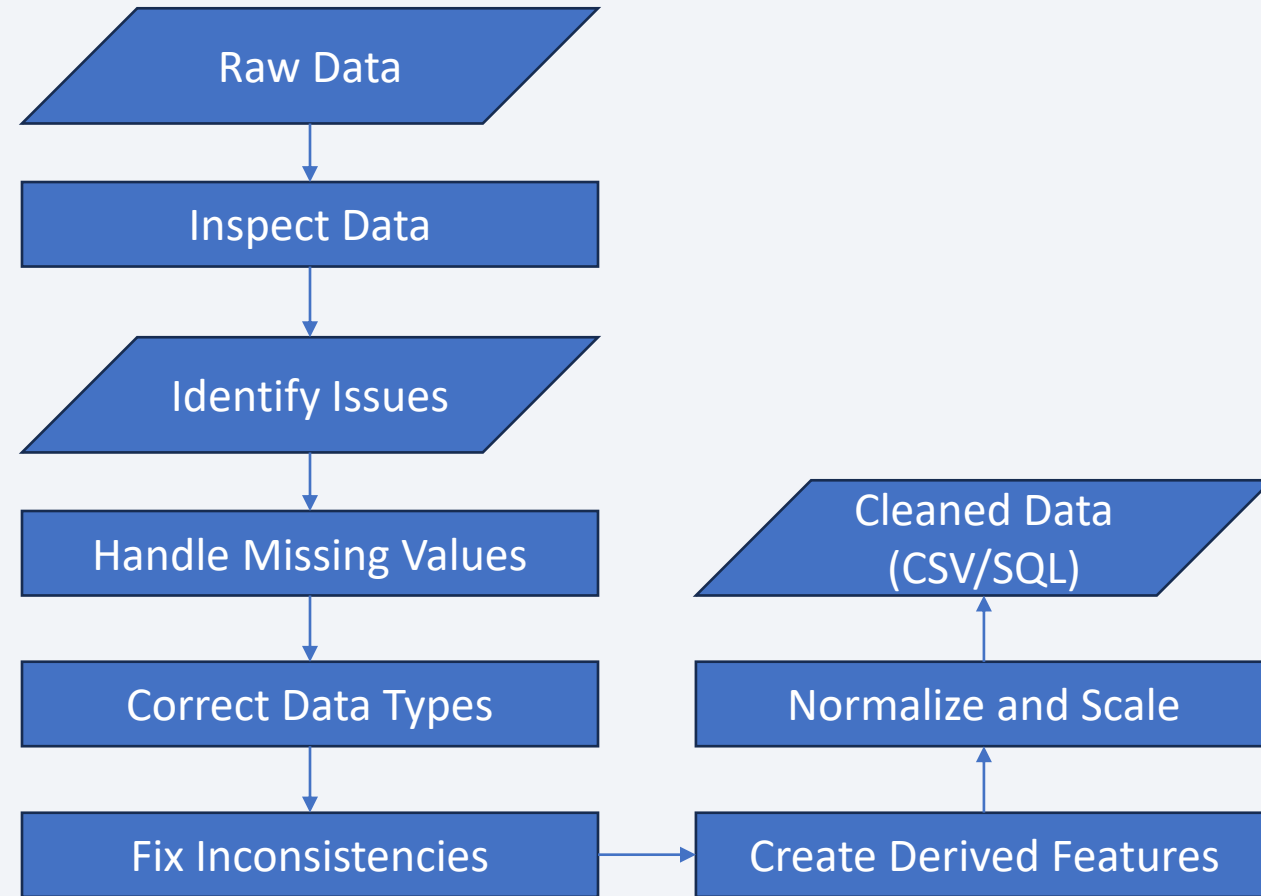 Raw Data
Inspect Data
Identify Issues
Handle Missing Values
Correct Data Types
Fix Inconsistencies
Create Derived Features
Normalize and Scale
Cleaned Data
(CSV/SQL)